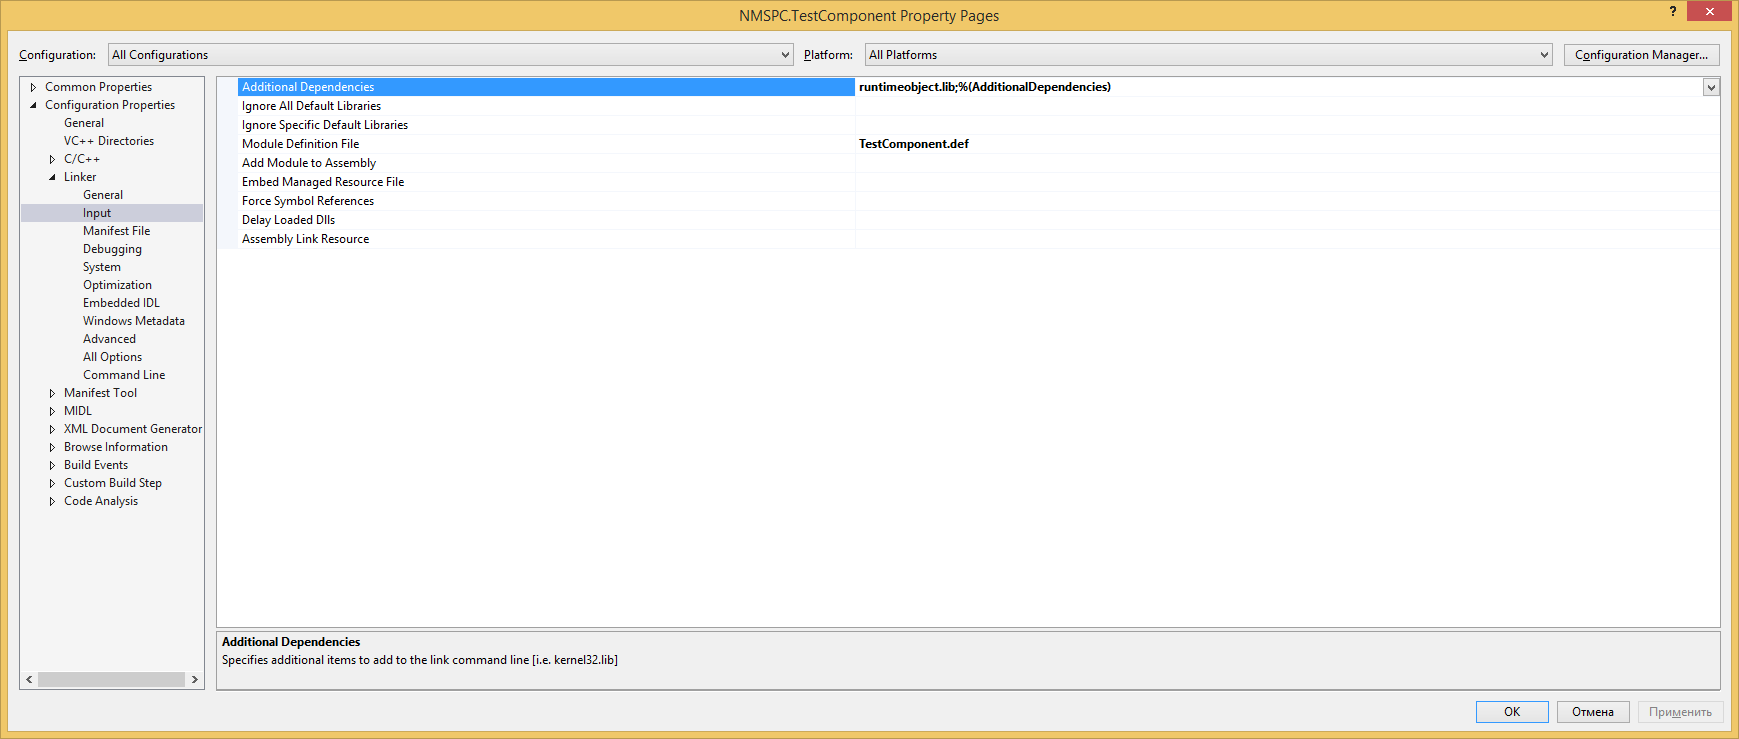 NMSPC.TestComponent Property Pages
?
Configuration: All Configurations Platform: All Platforms Configuration Manager...
Common Properties
Configuration Properties
General
VC++ Directories
C/C++
Linker
General
Input
Manifest File
Debugging
System
Optimization
Embedded IDL
Windows Metadata
Advanced
All Options
Command Line
Manifest Tool
MIDL
XML Document Generator
Browse Information
Build Events
Custom Build Step
Code Analysis
Additional Dependencies runtimeobject.lib;%(AdditionalDependencies)
Ignore All Default Libraries
Ignore Specific Default Libraries
Module Definition File TestComponent.def
Add Module to Assembly
Embed Managed Resource File
Force Symbol References
Delay Loaded Dlls
Assembly Link Resource
Additional Dependencies
Specifies additional items to add to the link command line [i.e. kernel32.lib]
OK Отмена Применить